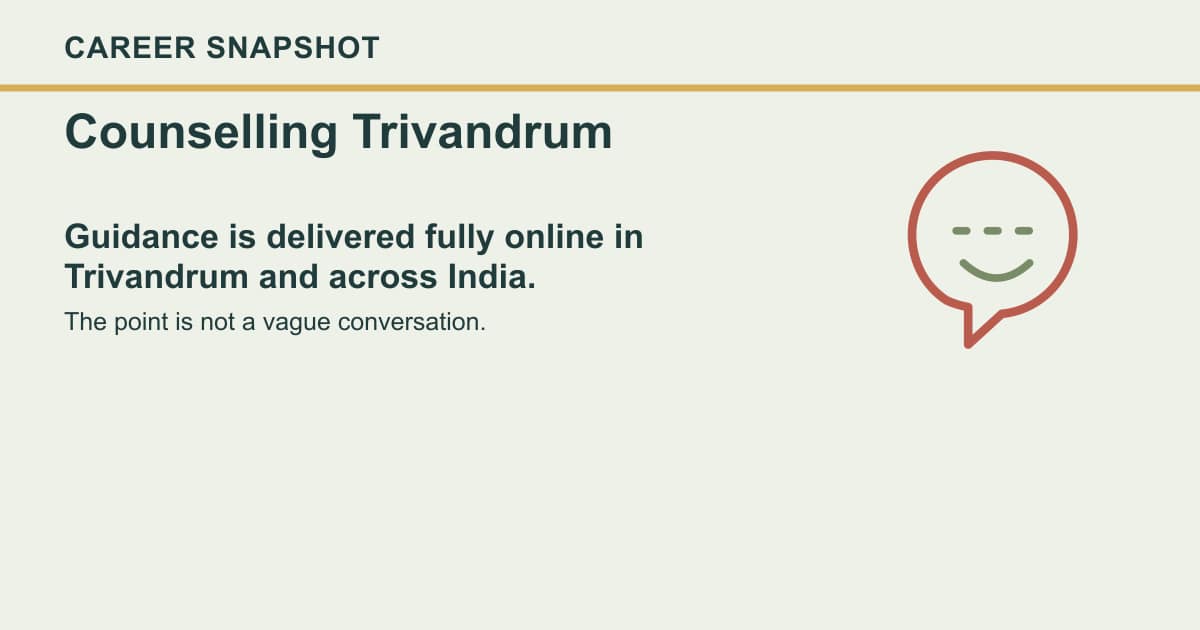 CAREER SNAPSHOT
Counselling Trivandrum
Guidance is delivered fully online in
Trivandrum and across India.
The point is not a vague conversation.